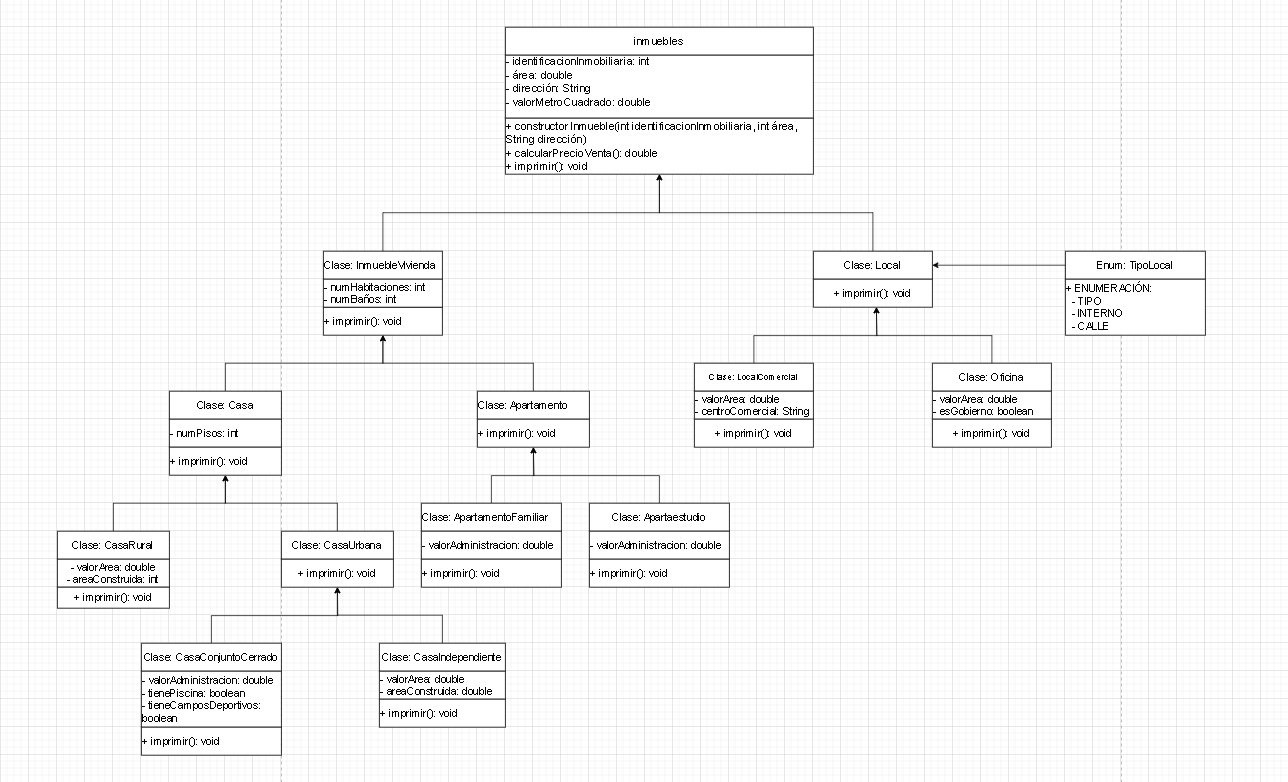 inmuebles
- identificacionInmobiliaria: int
- área: double
- dirección: String
- valorMetroCuadrado: double
+ constructor Inmueble(int identificacionInmobiliaria, int área,
String dirección)
+ calcularPrecioVenta(): double
+ imprimir(): void
Clase: InmuebleVivienda
- numHabitaciones: int
- numBaños: int
+ imprimir(): void
Clase: Local
+ imprimir(): void
Enum: TipoLocal
+ ENUMERACIÓN:
- TIPO
- INTERNO
- CALLE
Clase: Casa
- numPisos: int
+ imprimir(): void
Clase: Apartamento
+ imprimir(): void
Clase: LocalComercial
- valorArea: double
- centroComercial: String
+ imprimir(): void
Clase: Oficina
- valorArea: double
- esGobierno: boolean
+ imprimir(): void
Clase: CasaRural
- valorArea: double
- areaConstruida: int
+ imprimir(): void
Clase: CasaUrbana
+ imprimir(): void
Clase: ApartamentoFamiliar
- valorAdministracion: double
+ imprimir(): void
Clase: Apartaestudio
- valorAdministracion: double
+ imprimir(): void
Clase: CasaConjuntoCerrado
- valorAdministracion: double
- tienePiscina: boolean
- tieneCamposDeportivos:
boolean
+ imprimir(): void
Clase: CasaIndependiente
- valorArea: double
- areaConstruida: double
+ imprimir(): void